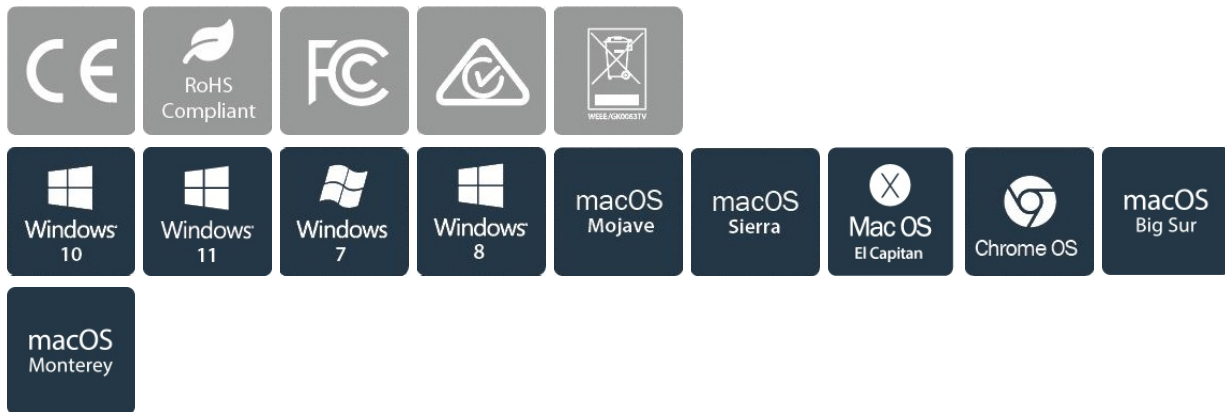 CE
RoHS
Compliant
FC
WEEE/GK0083TV
Windows
10
Windows
11
Windows
7
Windows
8
macOS
Mojave
macOS
Sierra
X
Mac OS
El Capitan
Chrome OS
macOS
Big Sur
macOS
Monterey